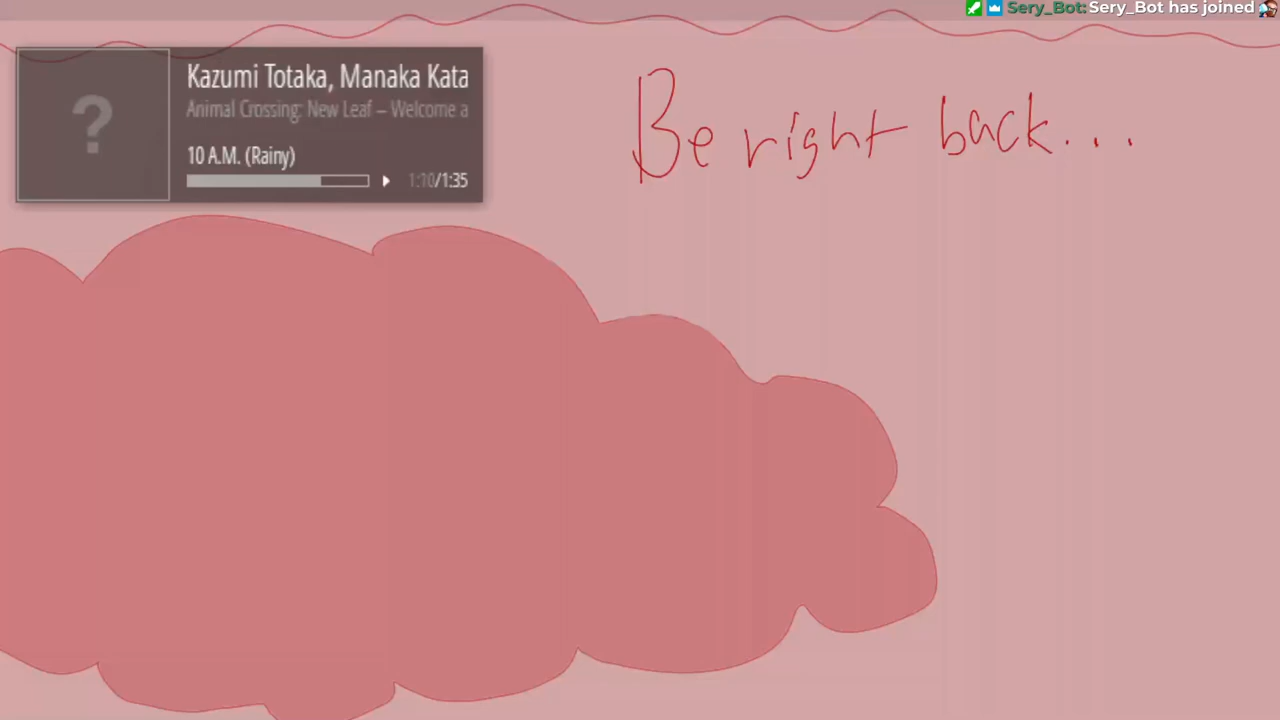 Sery_Bot: Sery_Bot has joined
Kazumi Totaka, Manaka Kata
Animal Crossing: New Leaf – Welcome a
10 A.M. (Rainy)
1:10/1:35
?
Be right back...